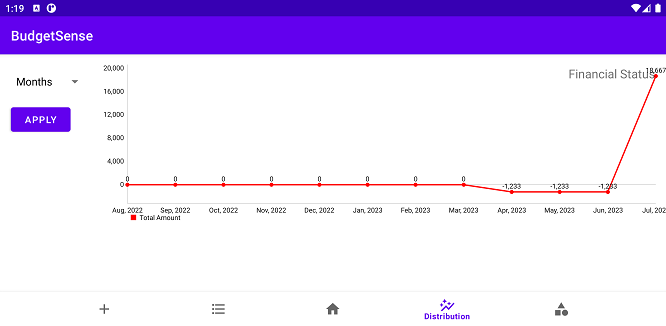 1:19
BudgetSense
Months
APPLY
Financial Status
20,000
16,000
12,000
8,000
4,000
0
0 0 0 0 0 0 0 0 -1,233 -1,233 -1,233
Aug, 2022 Sep, 2022 Oct, 2022 Nov, 2022 Dec, 2022 Jan, 2023 Feb, 2023 Mar, 2023 Apr, 2023 May, 2023 Jun, 2023 Jul, 202
Total Amount
Distribution